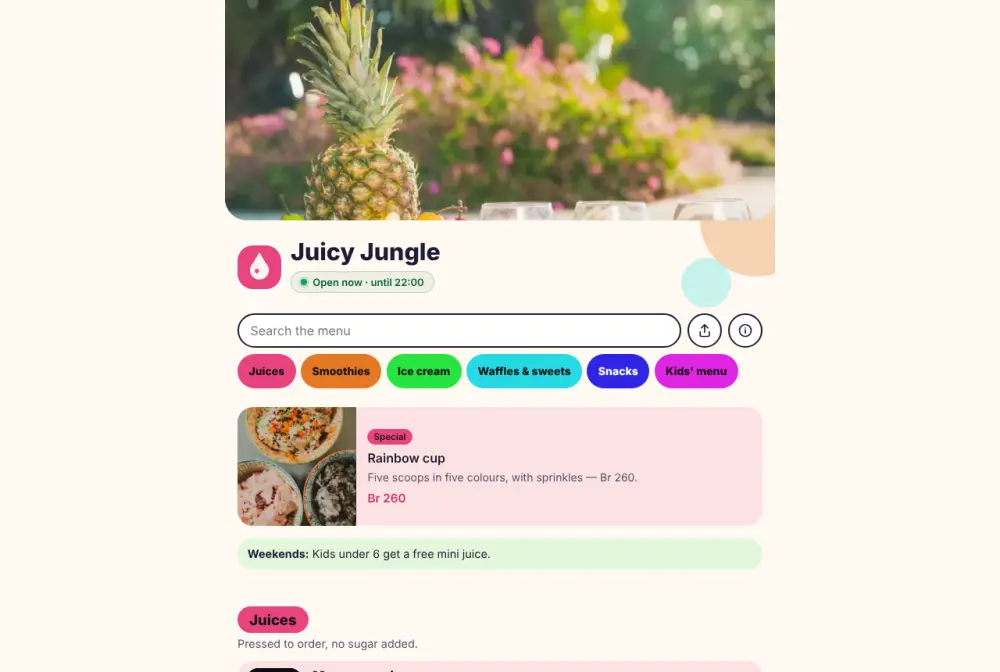 Juicy Jungle
Open now · until 22:00
Search the menu
Juices
Smoothies
Ice cream
Waffles & sweets
Snacks
Kids' menu
Special
Rainbow cup
Five scoops in five colours, with sprinkles — Br 260.
Br 260
Weekends: Kids under 6 get a free mini juice.
Juices
Pressed to order, no sugar added.